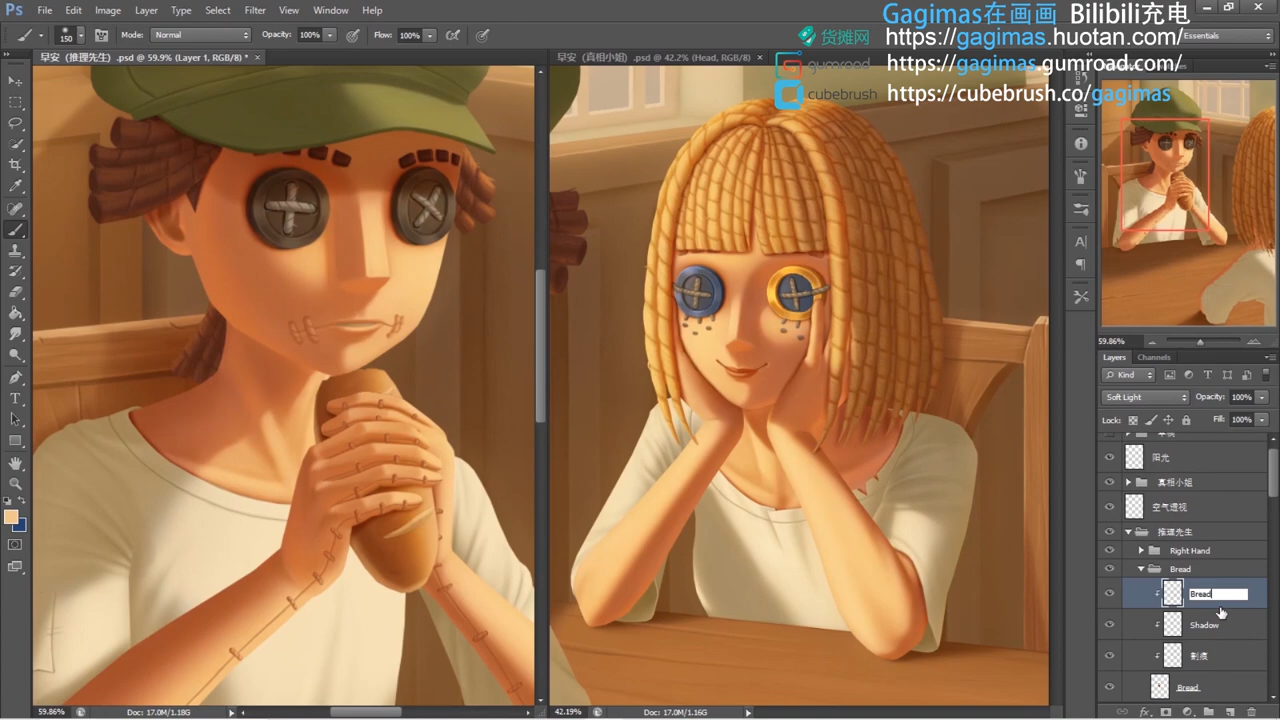 Ps File Edit Image Layer Type Select Filter View Window Help
Gagimas在画画 Bilibili充电
150 Mode: Normal Opacity: 100% Flow: 100%
货摊网 https://gagimas.huotan.com/ Essentials
早安（推理先生）.psd @ 59.9% (Layer 1, RGB/8) * ×
早安（真相小姐）.psd @ 42.2% (Head, RGB/8) ×
gumroad https://gagimas.gumroad.com/
cubebrush https://cubebrush.co/gagimas
59.86%
Layers Channels
Kind
Soft Light Opacity: 100%
Lock: Fill: 100%
阳光
真相小姐
空气透视
推理先生
Right Hand
Bread
Bread
Shadow
割痕
Bread
59.86% Doc: 17.0M/1.18G
42.19% Doc: 17.0M/1.16G